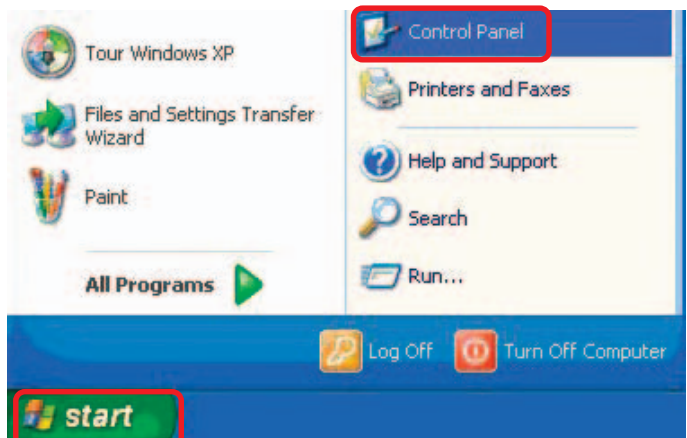 Tour Windows XP
Files and Settings Transfer
Wizard
Paint
All Programs
Control Panel
Printers and Faxes
Help and Support
Search
Run...
Log Off
Turn Off Computer
start